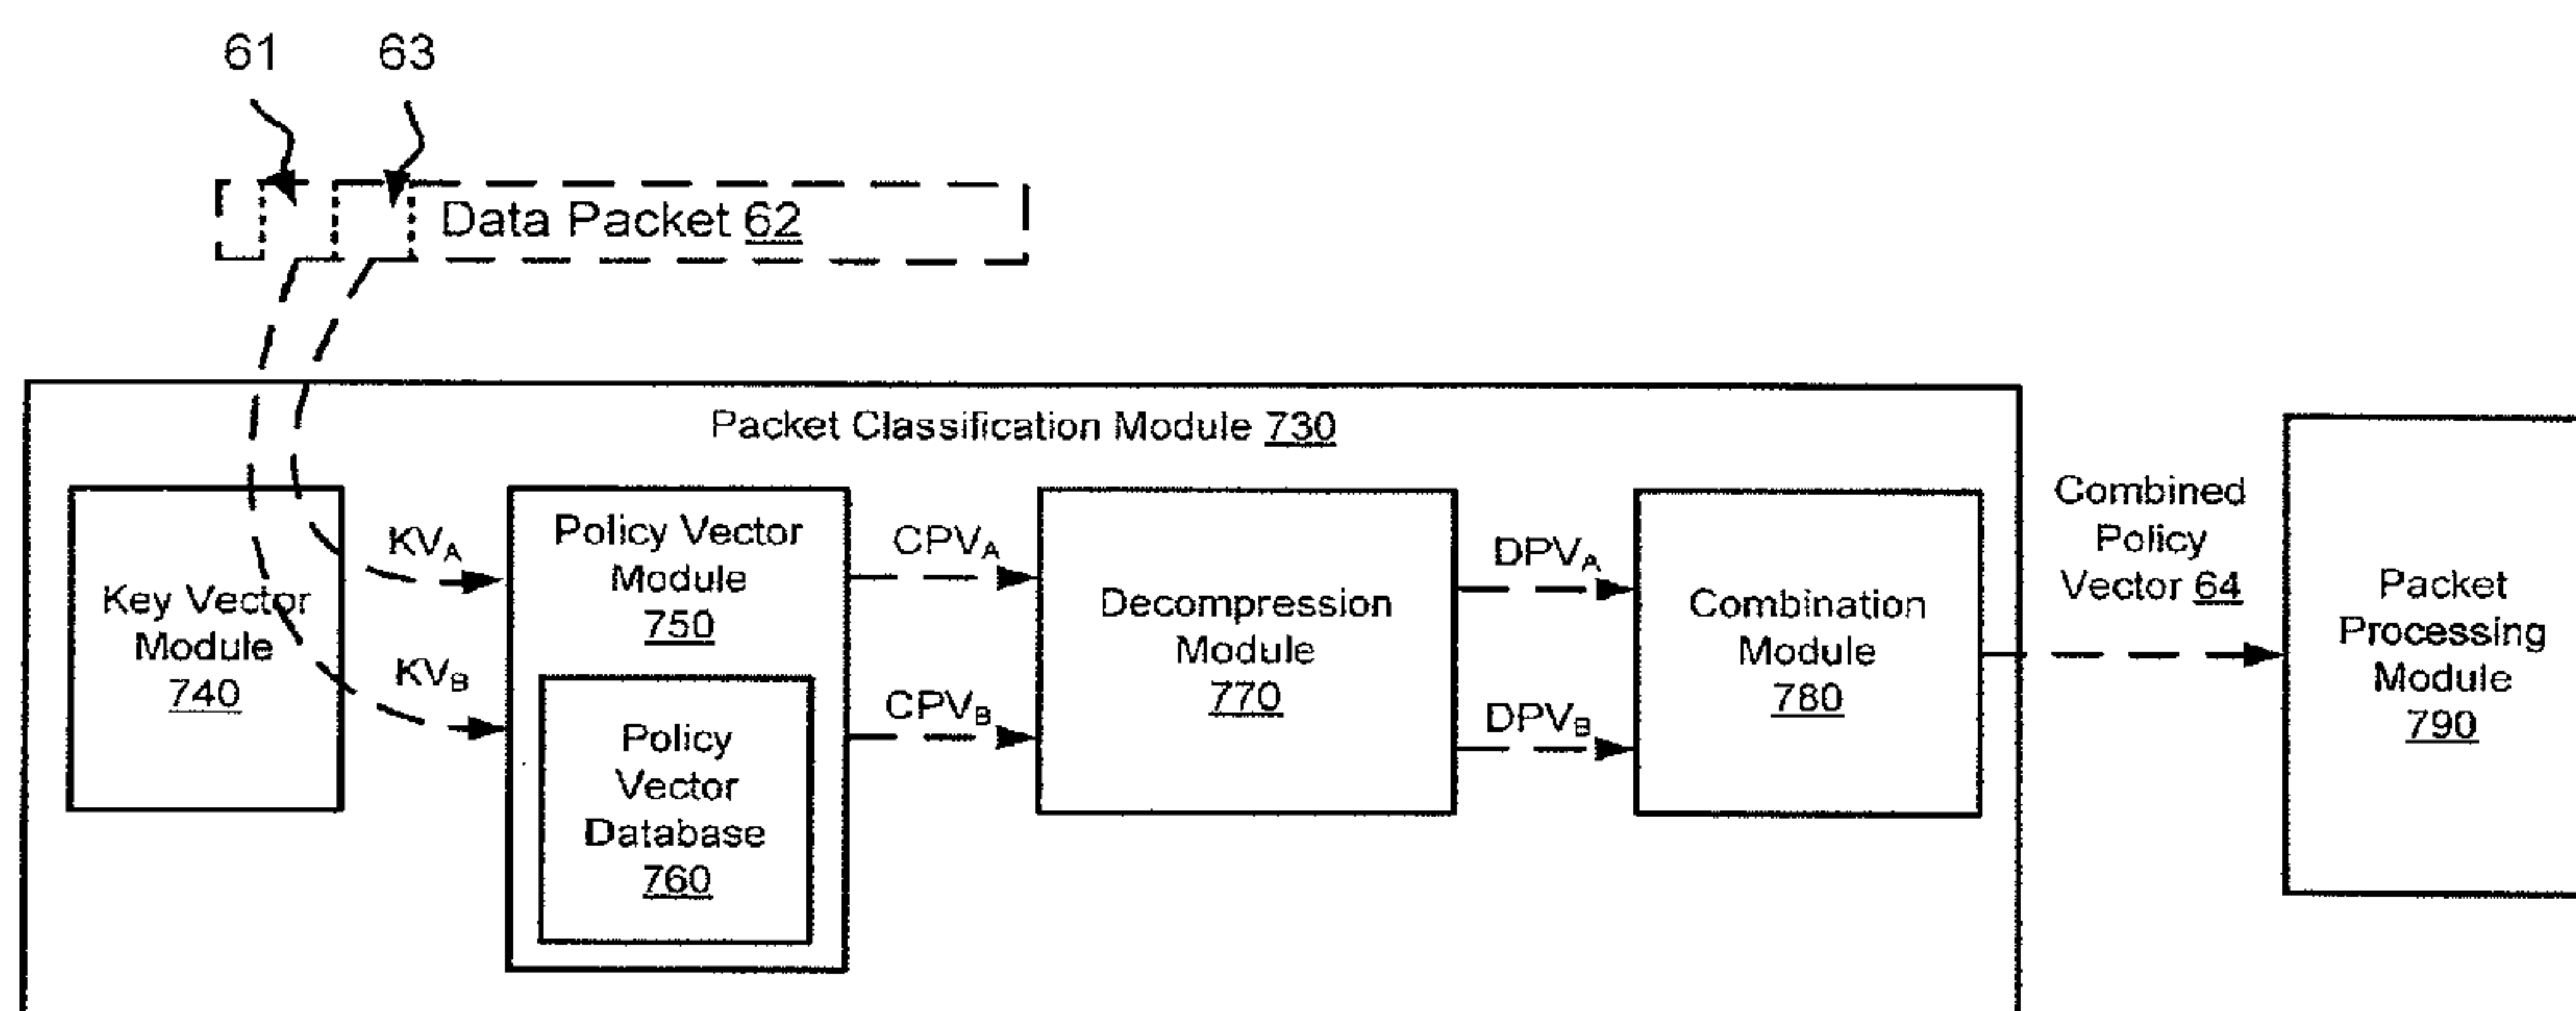 61
63
Data Packet 62
Packet Classification Module 730
Key Vector
Module
740
KVA
KVB
Policy Vector
Module
750
Policy
Vector
Database
760
CPVA
CPVB
Decompression
Module
770
DPVA
DPVB
Combination
Module
780
Combined
Policy
Vector 64
Packet
Processing
Module
790